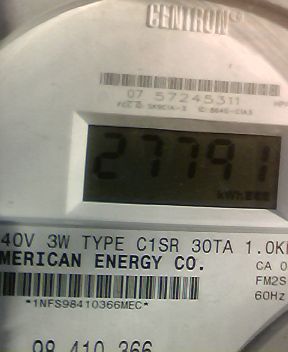 CENTRON
07 57245311
27791
kWh
40V 3W TYPE C1SR 30TA 1.0K
MERICAN ENERGY CO.
CA 0
FM2S
*1NFS98410366MEC*
60Hz
98 410 366